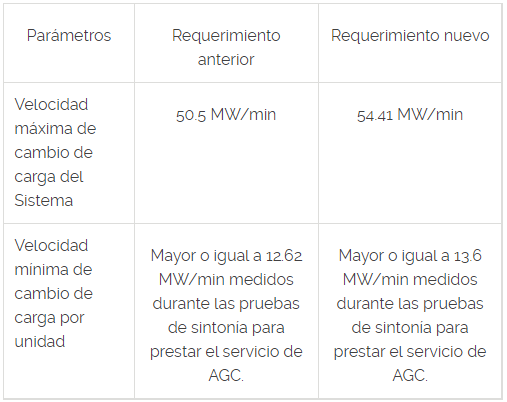 Parámetros
Requerimiento
anterior
Requerimiento nuevo
Velocidad
máxima de
cambio de
carga del
Sistema
50.5 MW/min
54.41 MW/min
Velocidad
mínima de
cambio de
carga por
unidad
Mayor o igual a 12.62
MW/min medidos
durante las pruebas
de sintonía para
prestar el servicio de
AGC.
Mayor o igual a 13.6
MW/min medidos
durante las pruebas
de sintonía para
prestar el servicio de
AGC.